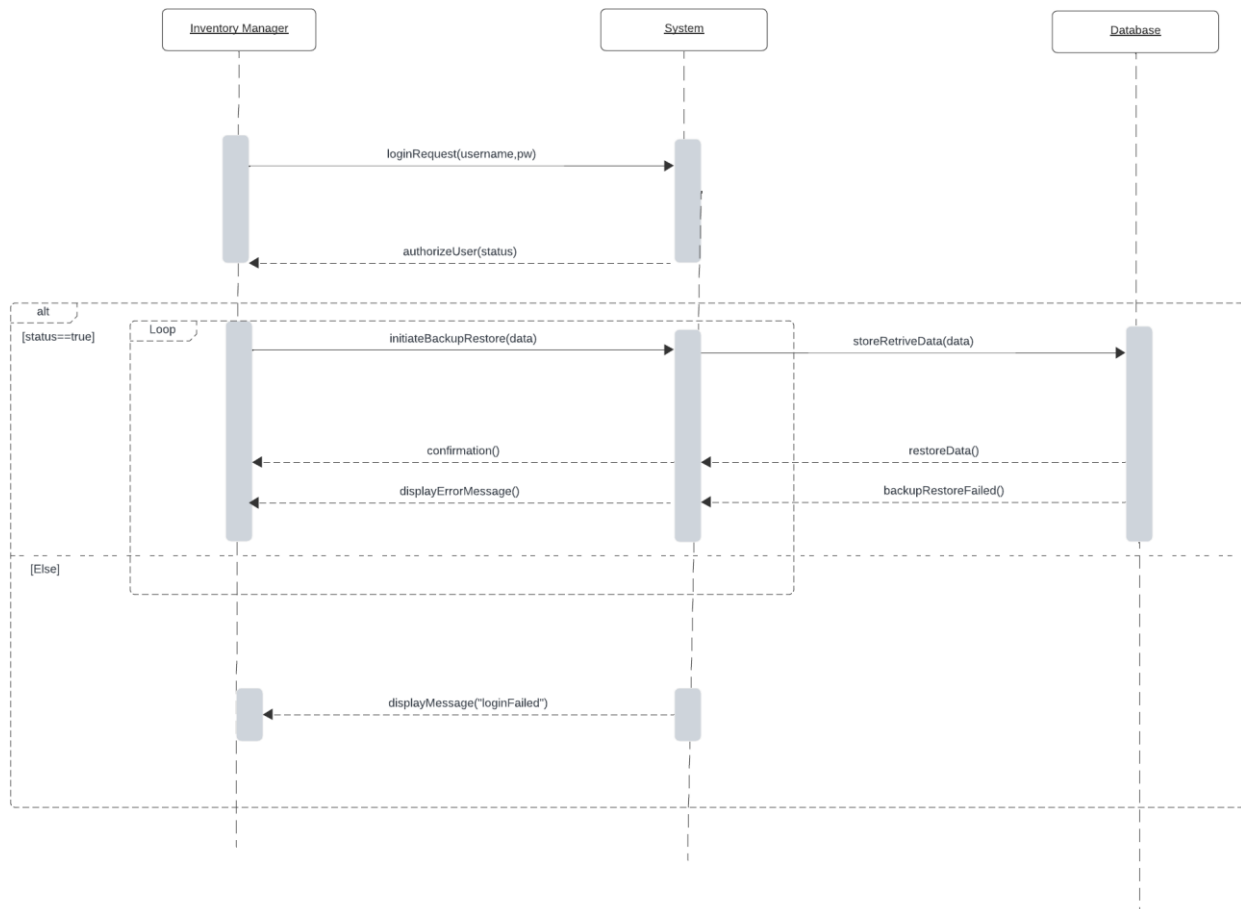 Inventory Manager
System
Database
loginRequest(username,pw)
authorizeUser(status)
alt
[status==true]
Loop
initiateBackupRestore(data)
storeRetriveData(data)
confirmation()
restoreData()
displayErrorMessage()
backupRestoreFailed()
[Else]
displayMessage("loginFailed")